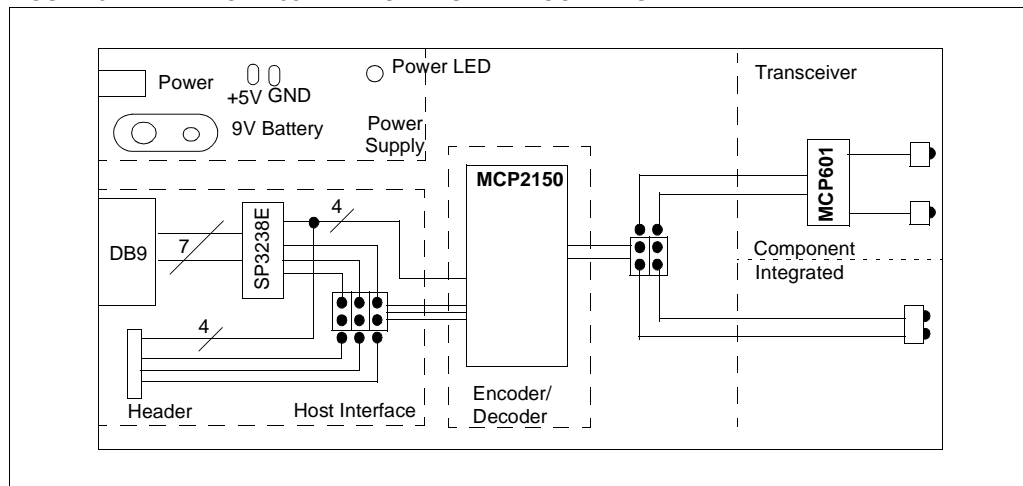 Power
+5V GND
Power LED
9V Battery
Power
Supply
Transceiver
MCP2150
MCP601
DB9
7
SP3238E
4
4
Component
Integrated
Header
Host Interface
Encoder/
Decoder